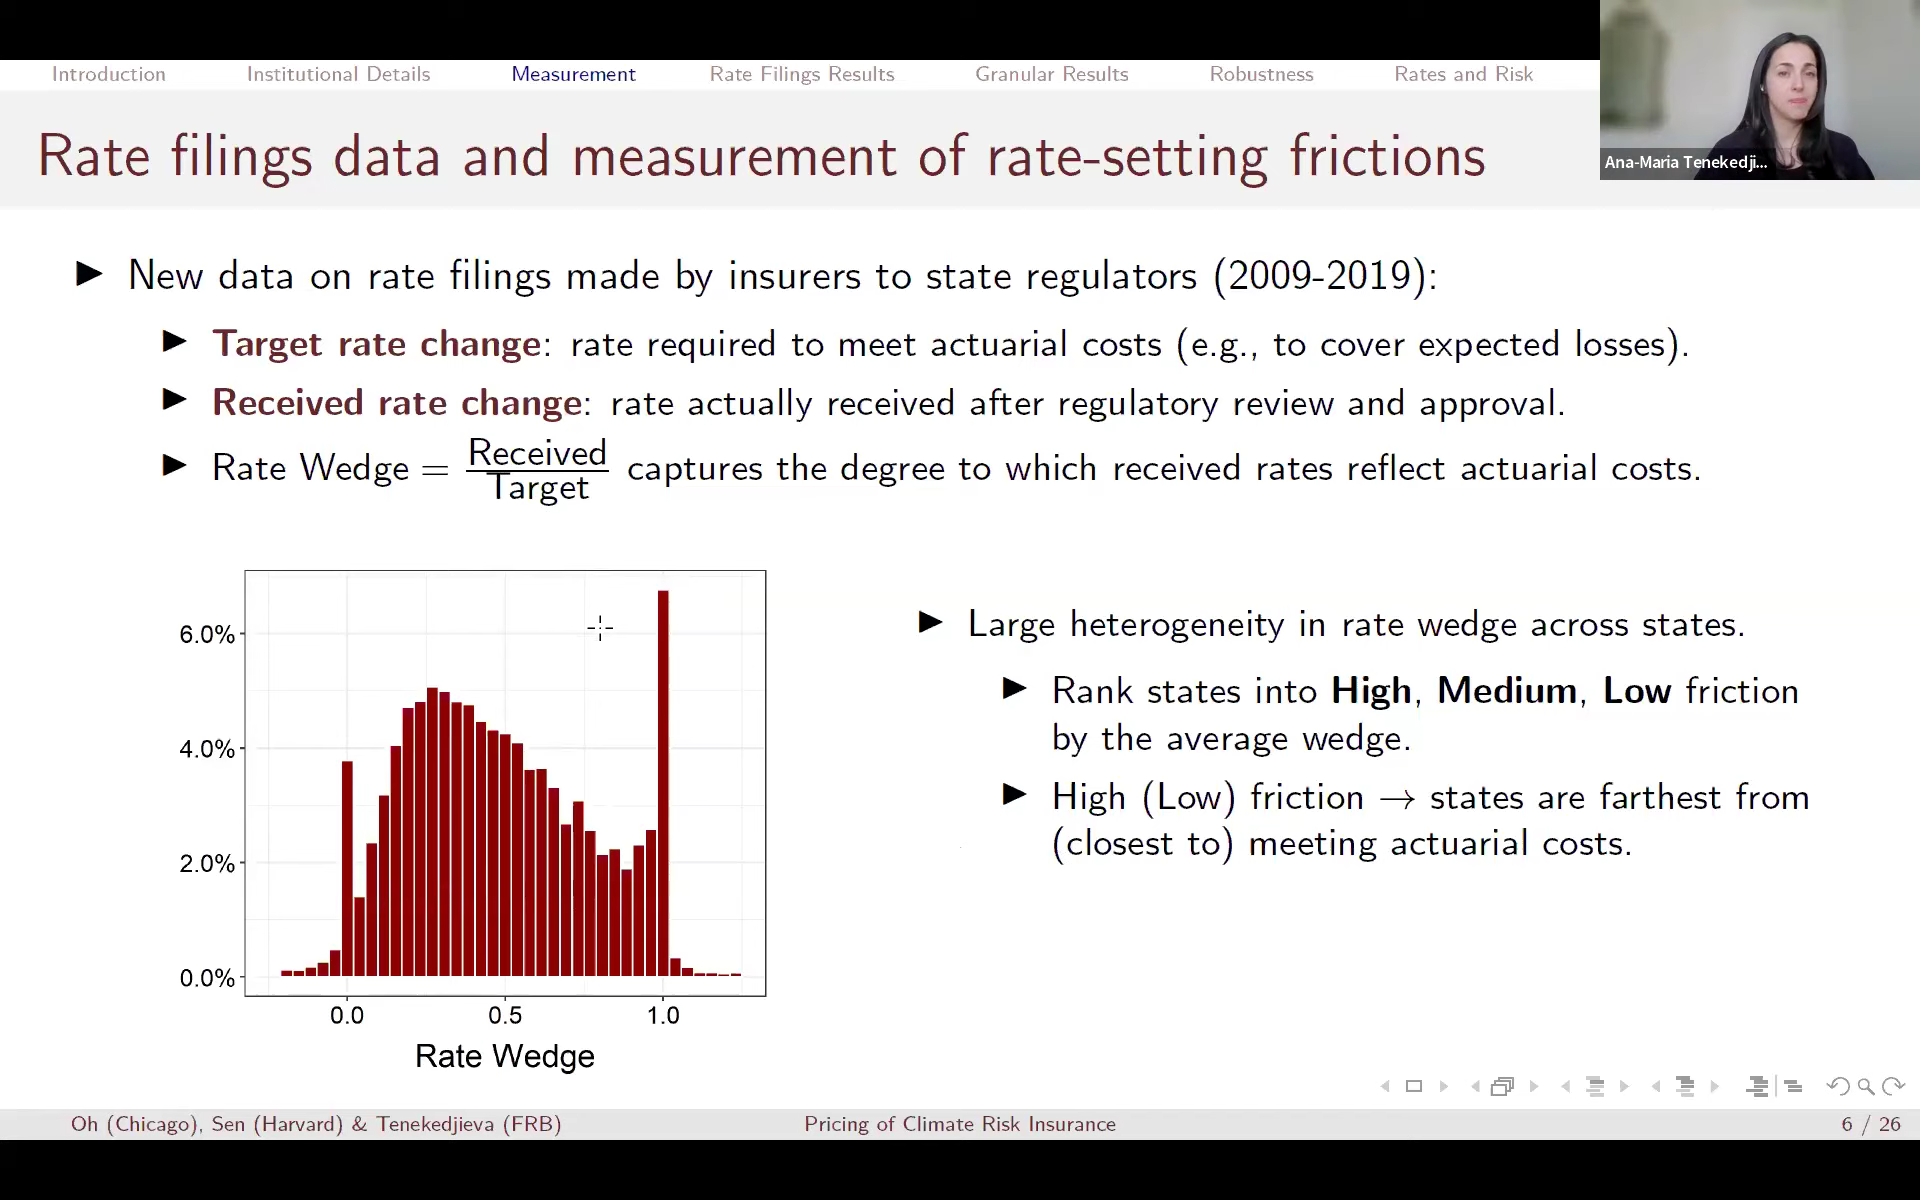 Introduction Institutional Details Measurement Rate Filings Results Granular Results Robustness Rates and Risk
Ana-Maria Tenekedji...
Rate filings data and measurement of rate-setting frictions
New data on rate filings made by insurers to state regulators (2009-2019):
Target rate change: rate required to meet actuarial costs (e.g., to cover expected losses).
Received rate change: rate actually received after regulatory review and approval.
Rate Wedge = Received/Target captures the degree to which received rates reflect actuarial costs.
6.0%
4.0%
2.0%
0.0%
0.0 0.5 1.0
Rate Wedge
Large heterogeneity in rate wedge across states.
Rank states into High, Medium, Low friction
by the average wedge.
High (Low) friction → states are farthest from
(closest to) meeting actuarial costs.
Oh (Chicago), Sen (Harvard) & Tenekedjieva (FRB) Pricing of Climate Risk Insurance 6 / 26